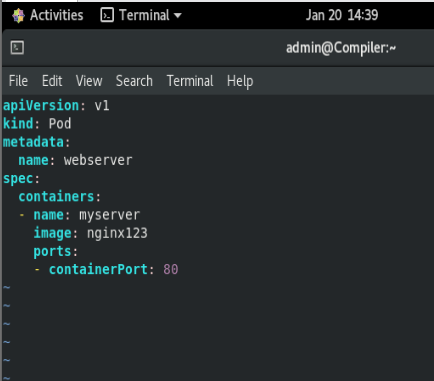 Activities Terminal Jan 20 14:39
admin@Compiler:~
File Edit View Search Terminal Help
apiVersion: v1
kind: Pod
metadata:
  name: webserver
spec:
  containers:
  - name: myserver
    image: nginx123
    ports:
    - containerPort: 80
~
~
~
~
~
~